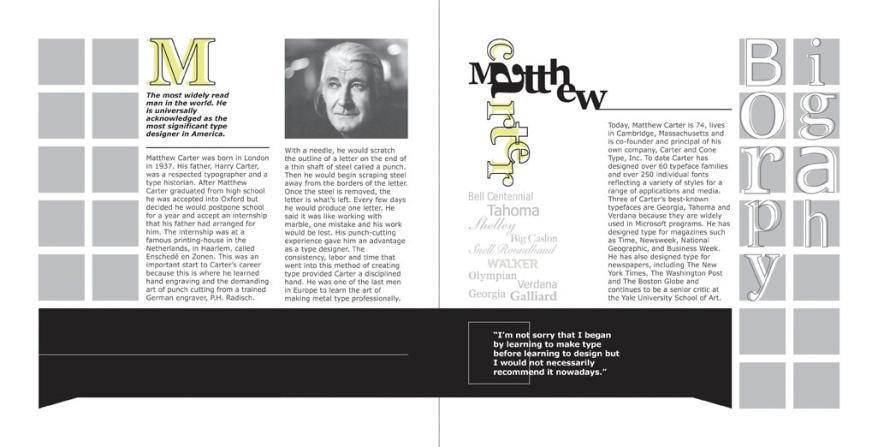 M
The most widely read
man in the world. He
is universally
acknowledged as the
most significant type
designer in America.
Matthew Carter was born in London
in 1937. His father, Harry Carter,
was a respected typographer and a
type historian. After Matthew
Carter graduated from high school
he was accepted into Oxford but
decided he would postpone school
for a year and accept an internship
that his father had arranged for
him. The internship was at a
famous printing-house in the
Netherlands, in Haarlem, called
Enschedé en Zonen. This was an
important start to Carter's career
because this is where he learned
hand engraving and the demanding
art of punch cutting from a trained
German engraver, P.H. Radisch.
With a needle, he would scratch
the outline of a letter on the end of
a thin shaft of steel called a punch.
Then he would begin scraping steel
away from the borders of the letter.
Once the steel is removed, the
letter is what's left. Every few days
he would produce one letter. He
said it was like working with
marble, one mistake and his work
would be lost. His punch-cutting
experience gave him an advantage
as a type designer. The
consistency, labor and time that
went into this method of creating
type provided Carter a disciplined
hand. He was one of the last men
in Europe to learn the art of
making metal type professionally.
Matthew
carter
Bell Centennial
Tahoma
Shelley
Big Caslon
Snell Roundhand
WALKER
Olympian
Verdana
Georgia Galliard
Today, Matthew Carter is 74, lives
in Cambridge, Massachusetts and
is co-founder and principal of his
own company, Carter and Cone
Type, Inc. To date Carter has
designed over 60 typeface families
and over 250 individual fonts
reflecting a variety of styles for a
range of applications and media.
Three of Carter's best-known
typefaces are Georgia, Tahoma and
Verdana because they are widely
used in Microsoft programs. He has
designed type for magazines such
as Time, Newsweek, National
Geographic, and Business Week.
He has also designed type for
newspapers, including The New
York Times, The Washington Post
and The Boston Globe and
continues to be a senior critic at
the Yale University School of Art.
Biography
"I'm not sorry that I began
by learning to make type
before learning to design but
I would not necessarily
recommend it nowadays."